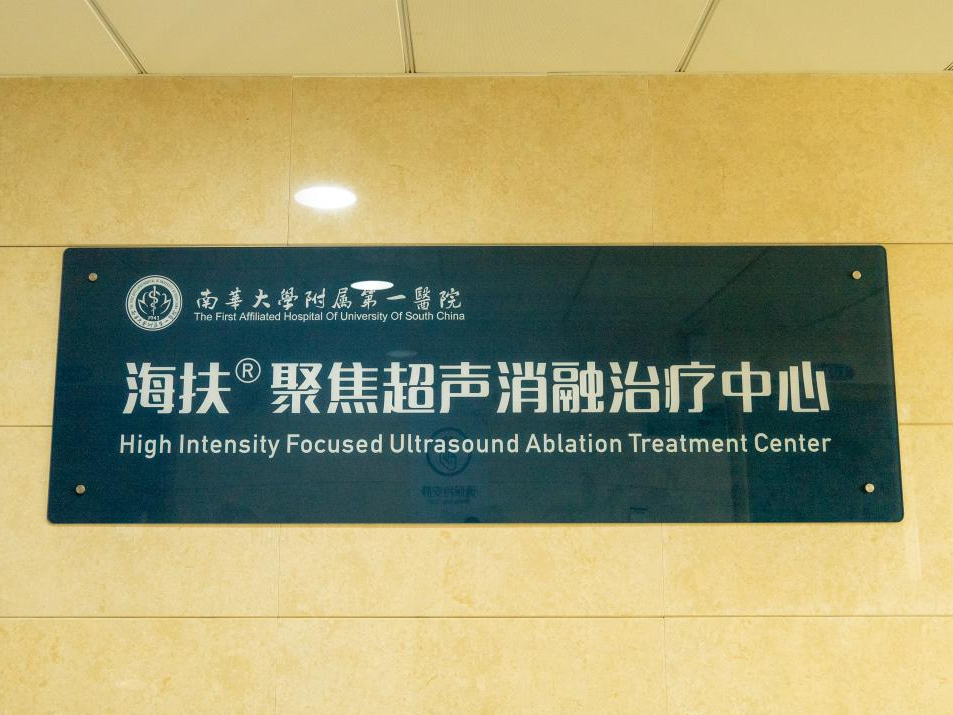 南華大學附属第一醫院
The First Affiliated Hospital Of University Of South China
海扶®聚焦超声消融治疗中心
High Intensity Focused Ultrasound Ablation Treatment Center